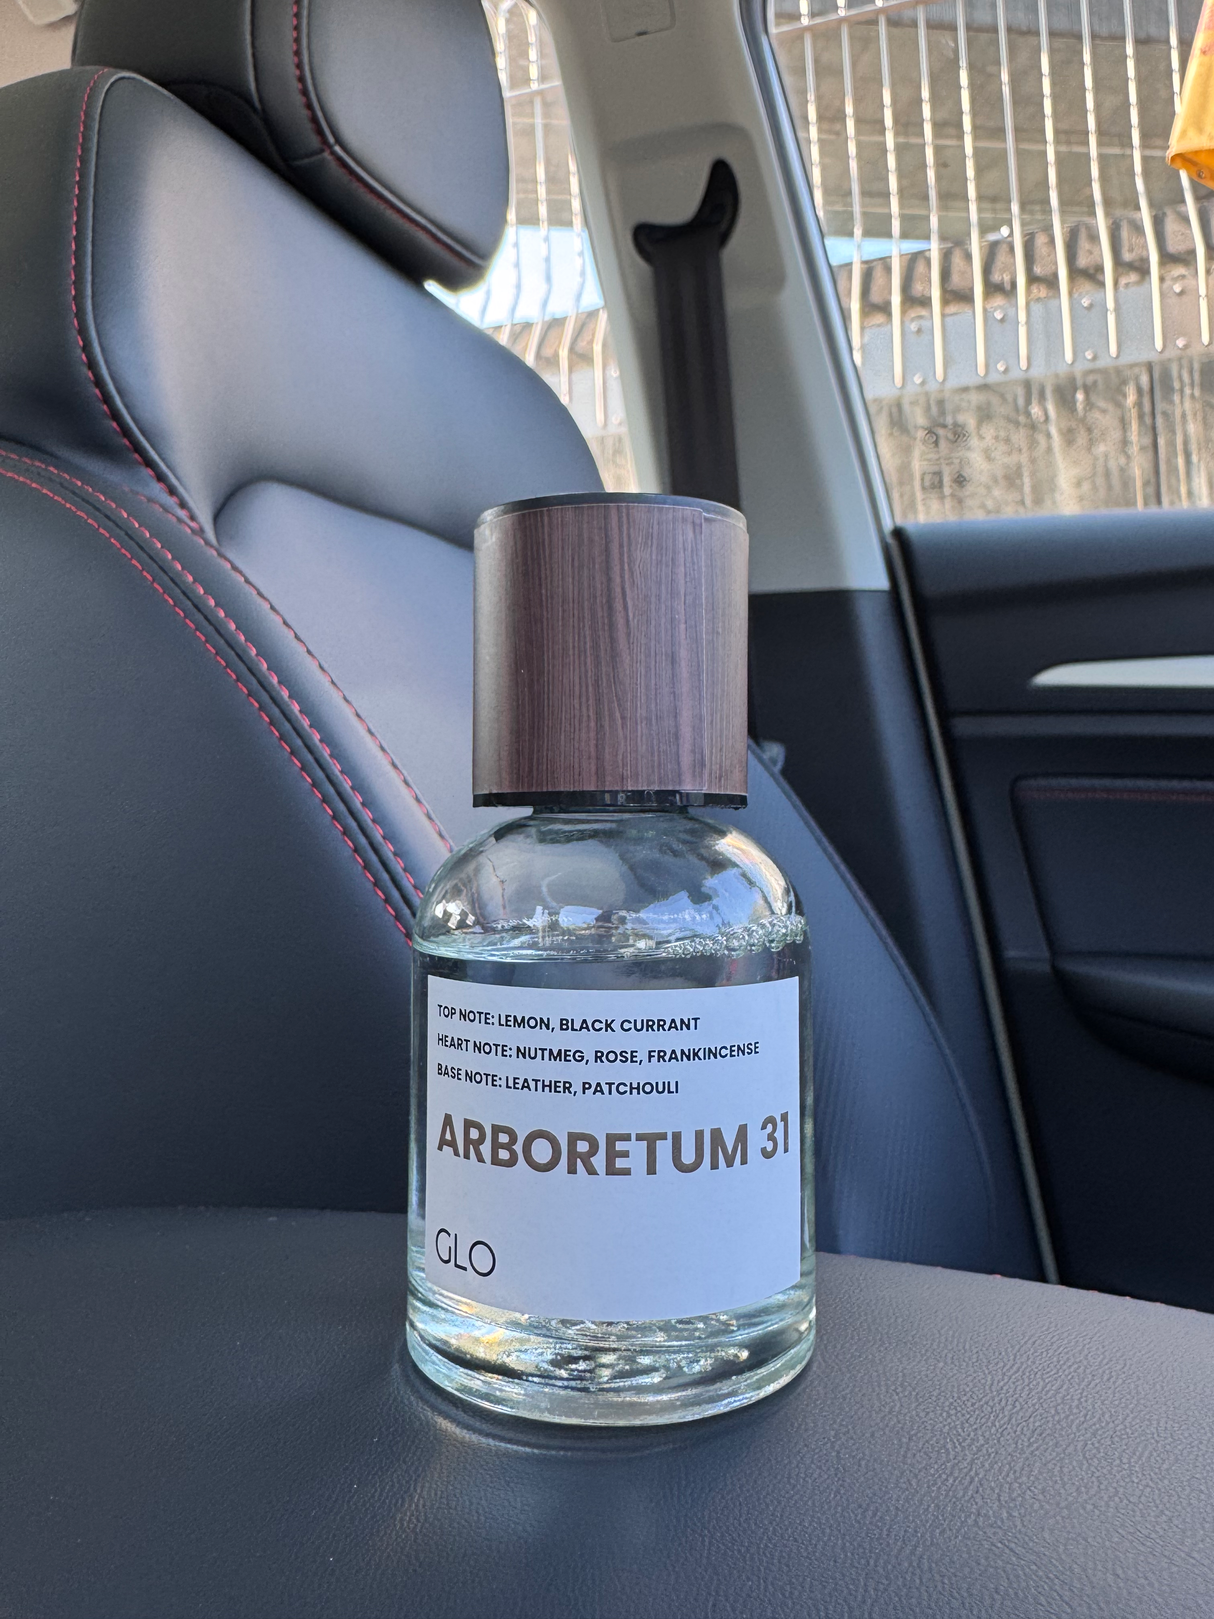 TOP NOTE: LEMON, BLACK CURRANT
HEART NOTE: NUTMEG, ROSE, FRANKINCENSE
BASE NOTE: LEATHER, PATCHOULI
ARBORETUM 31
GLO